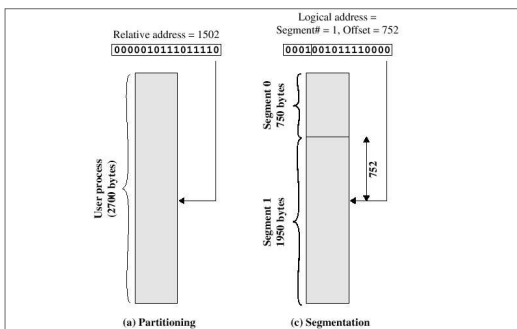 Relative address = 1502
0000010111011110
User process
(2700 bytes)
(a) Partitioning
Logical address =
Segment# = 1, Offset = 752
0001001011110000
Segment 0
750 bytes
752
Segment 1
1950 bytes
(c) Segmentation